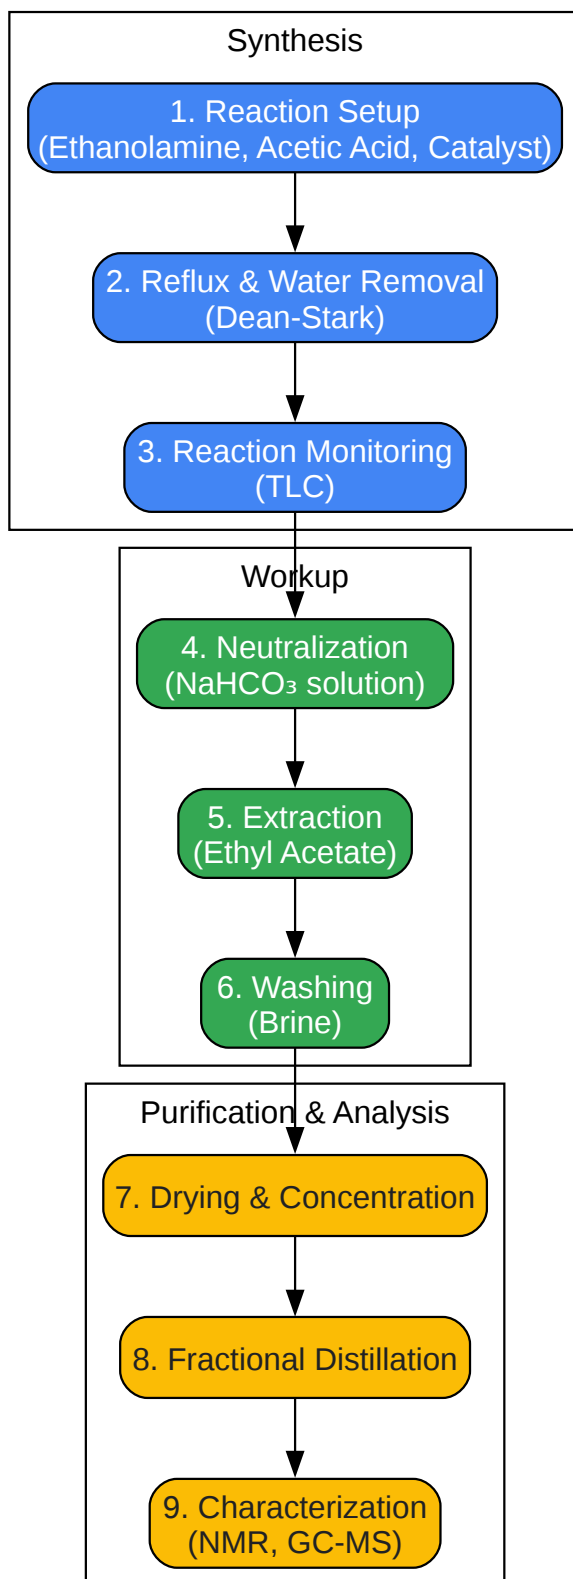 Synthesis
1. Reaction Setup
(Ethanolamine, Acetic Acid, Catalyst)
2. Reflux & Water Removal
(Dean-Stark)
3. Reaction Monitoring
(TLC)
Workup
4. Neutralization
(NaHCO₃ solution)
5. Extraction
(Ethyl Acetate)
6. Washing
(Brine)
Purification & Analysis
7. Drying & Concentration
8. Fractional Distillation
9. Characterization
(NMR, GC-MS)